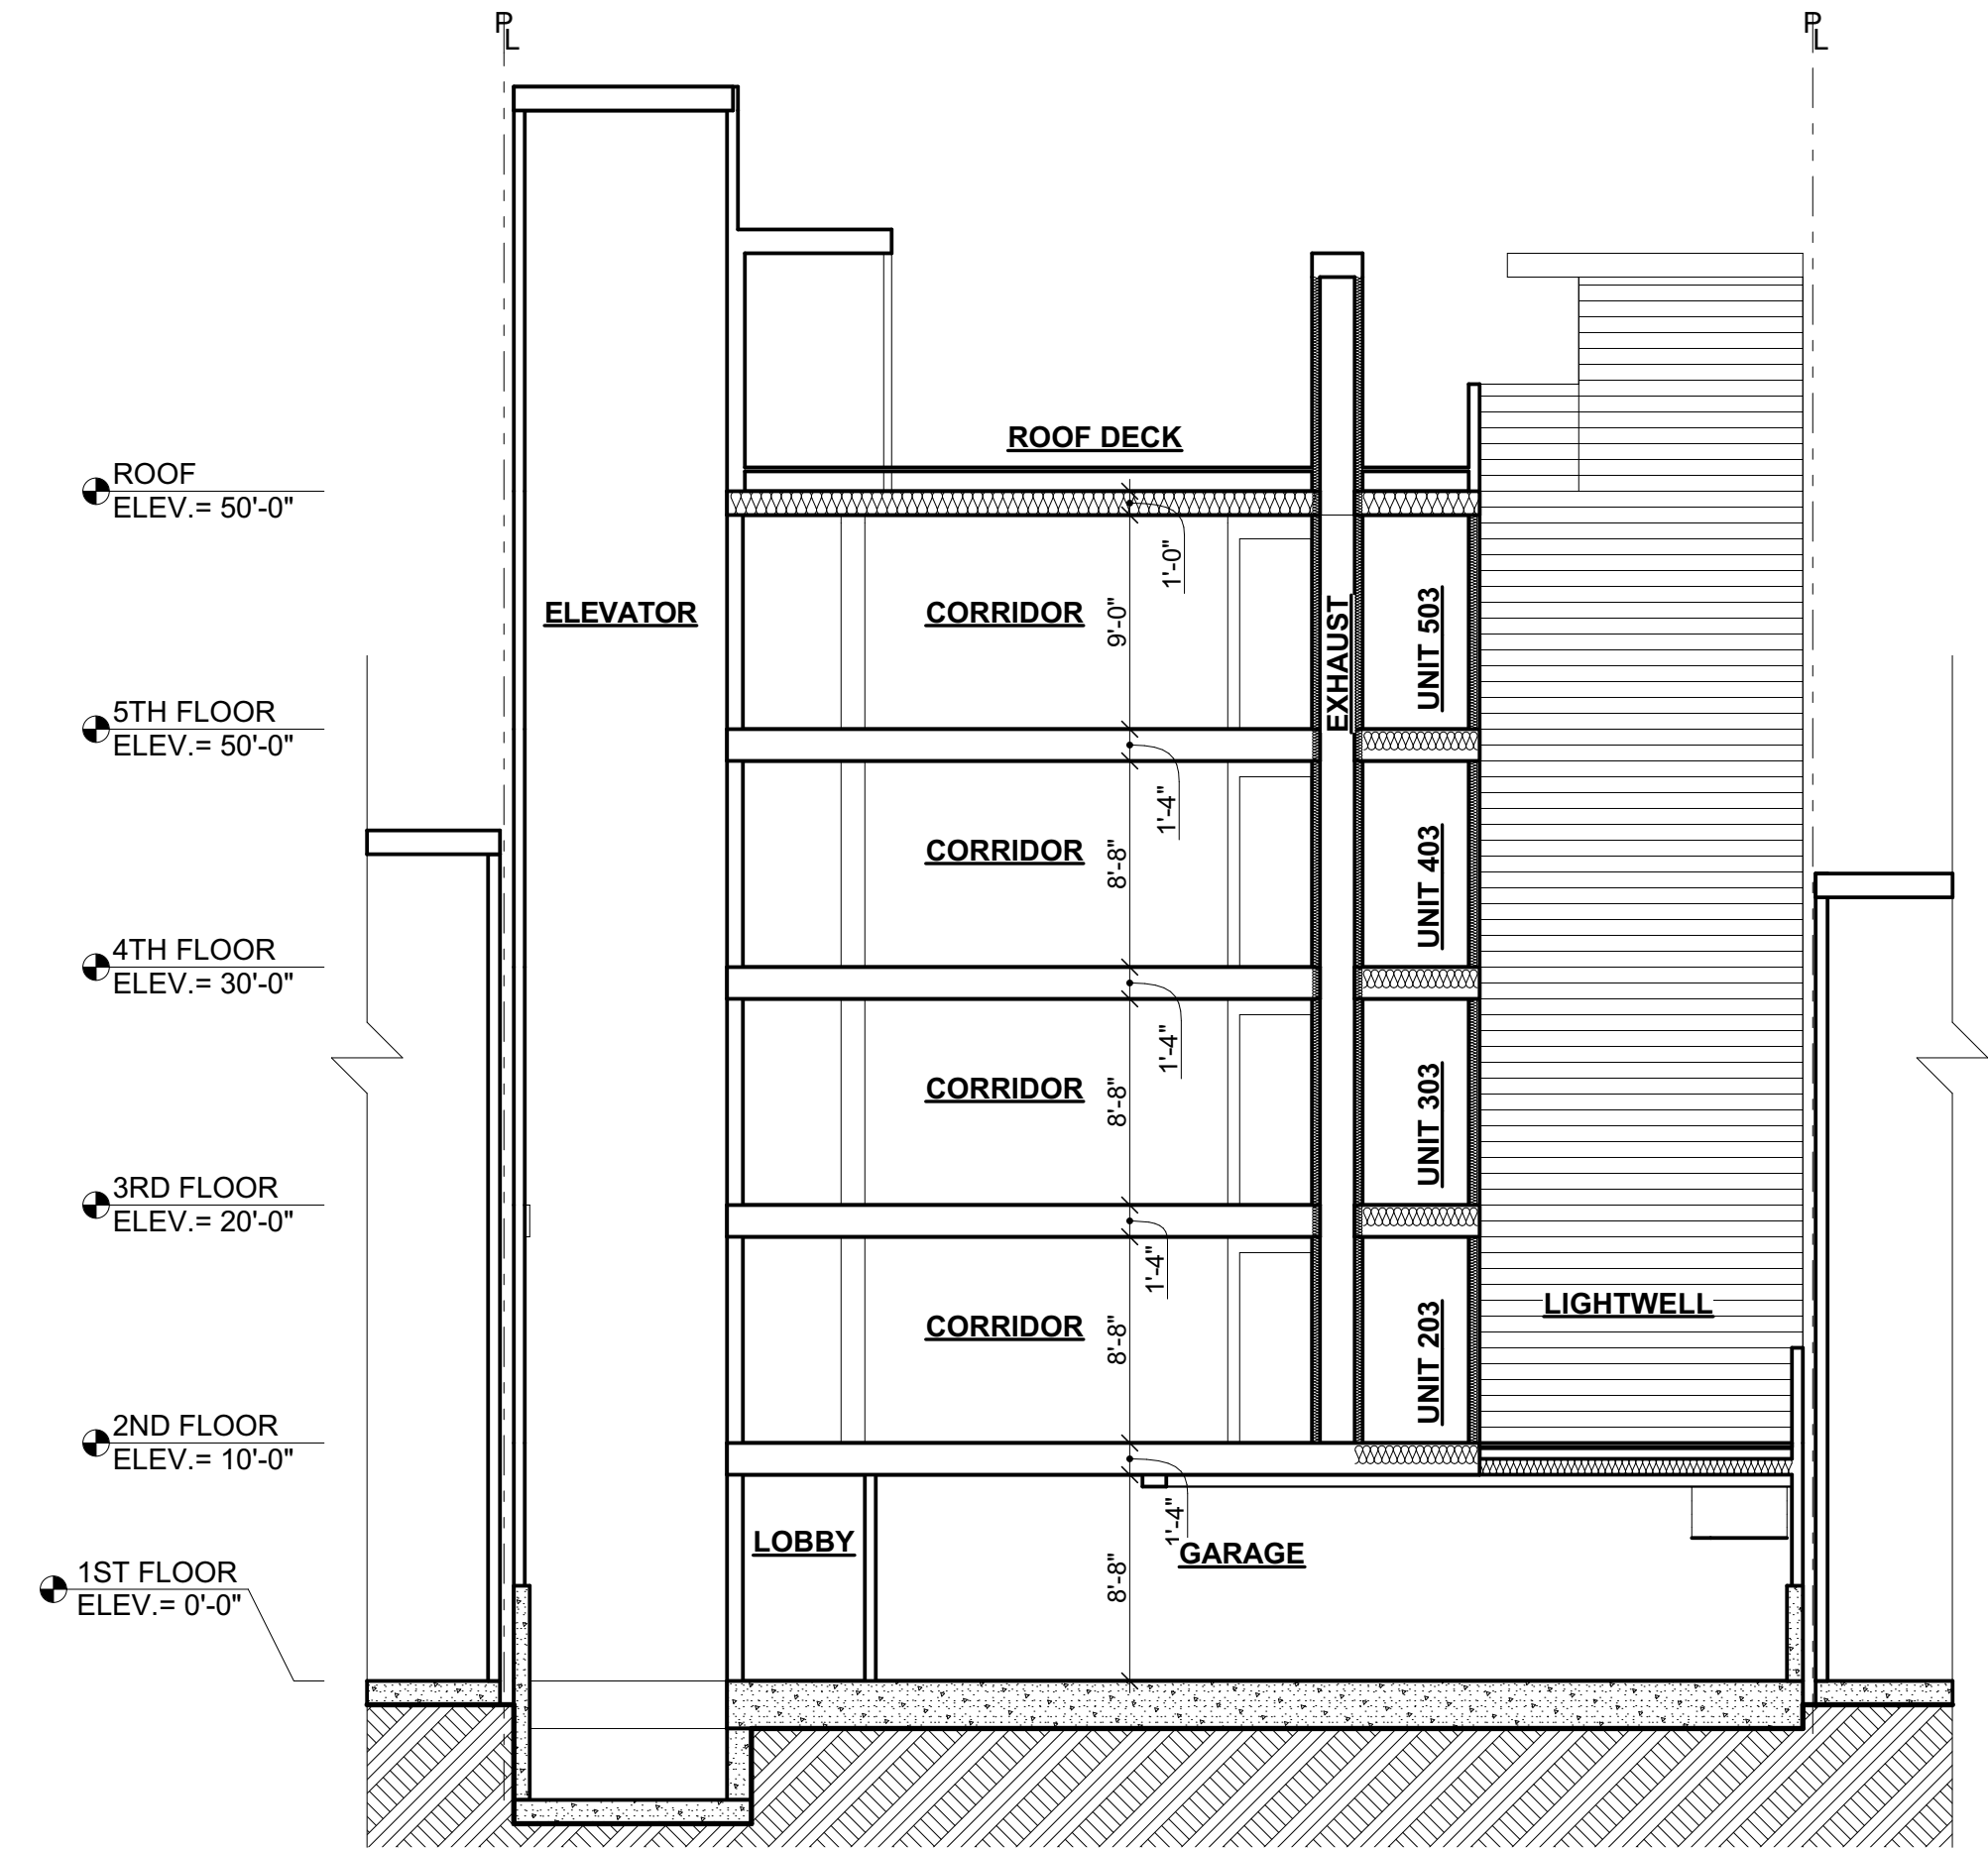 PL
PL
ROOF DECK
ROOF
ELEV.= 50'-0"
1'-0"
ELEVATOR
CORRIDOR
9'-0"
EXHAUST
UNIT 503
5TH FLOOR
ELEV.= 50'-0"
1'-4"
CORRIDOR
8'-8"
UNIT 403
4TH FLOOR
ELEV.= 30'-0"
1'-4"
CORRIDOR
8'-8"
UNIT 303
3RD FLOOR
ELEV.= 20'-0"
1'-4"
LIGHTWELL
CORRIDOR
8'-8"
UNIT 203
2ND FLOOR
ELEV.= 10'-0"
1'-4"
LOBBY
GARAGE
8'-8"
1ST FLOOR
ELEV.= 0'-0"